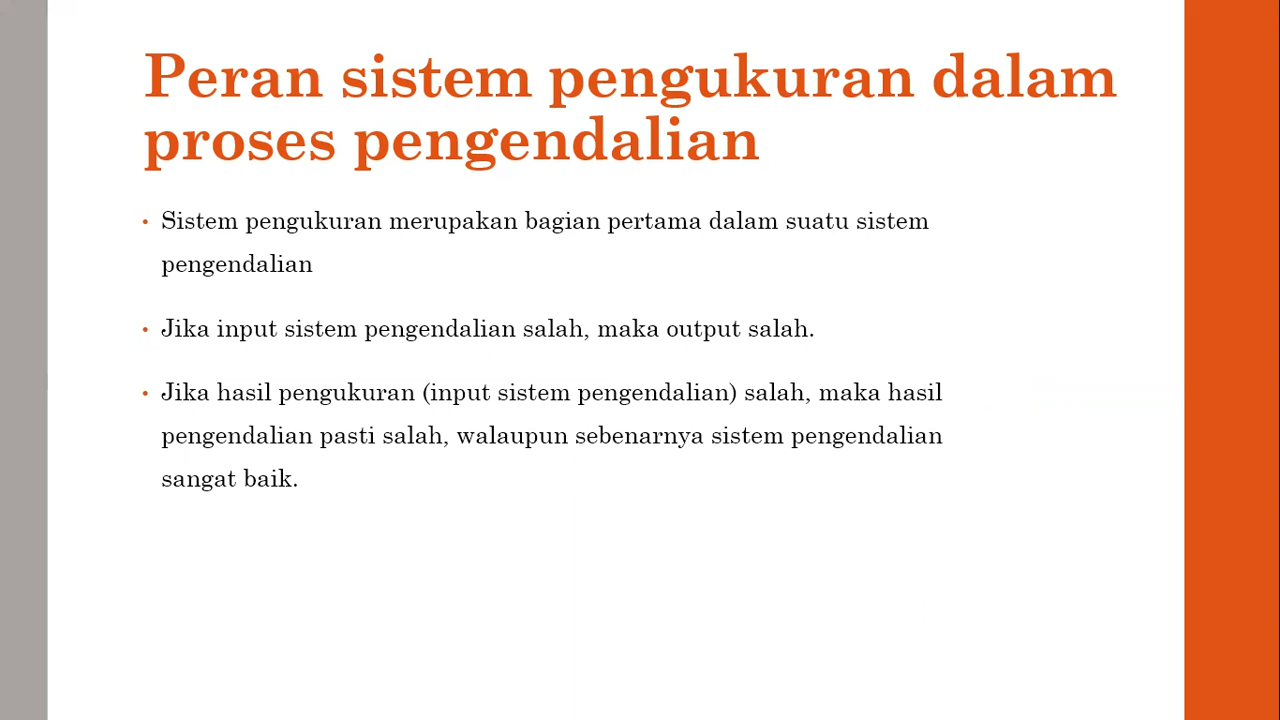 Peran sistem pengukuran dalam
proses pengendalian
• Sistem pengukuran merupakan bagian pertama dalam suatu sistem
pengendalian
• Jika input sistem pengendalian salah, maka output salah.
• Jika hasil pengukuran (input sistem pengendalian) salah, maka hasil
pengendalian pasti salah, walaupun sebenarnya sistem pengendalian
sangat baik.